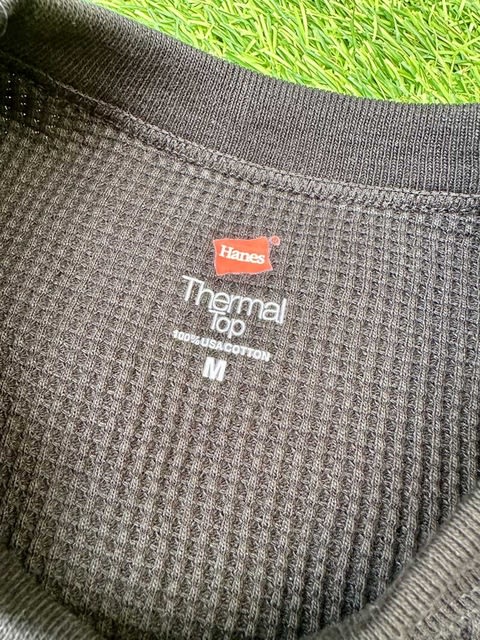 Hanes®
Thermal
Top
100% USA COTTON
M